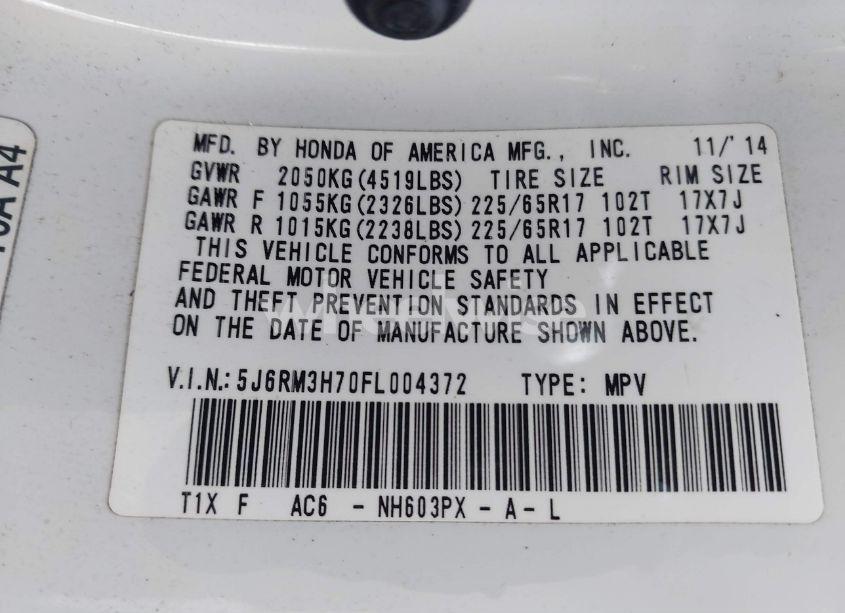 MFD. BY HONDA OF AMERICA MFG., INC. 11/'14
GVWR 2050KG(4519LBS) TIRE SIZE RIM SIZE
GAWR F 1055KG(2326LBS) 225/65R17 102T 17X7J
GAWR R 1015KG(2238LBS) 225/65R17 102T 17X7J
THIS VEHICLE CONFORMS TO ALL APPLICABLE
FEDERAL MOTOR VEHICLE SAFETY
AND THEFT PREVENTION STANDARDS IN EFFECT
ON THE DATE OF MANUFACTURE SHOWN ABOVE.
V.I.N.: 5J6RM3H70FL004372 TYPE: MPV
T1X F AC6 - NH603PX - A - L
A4